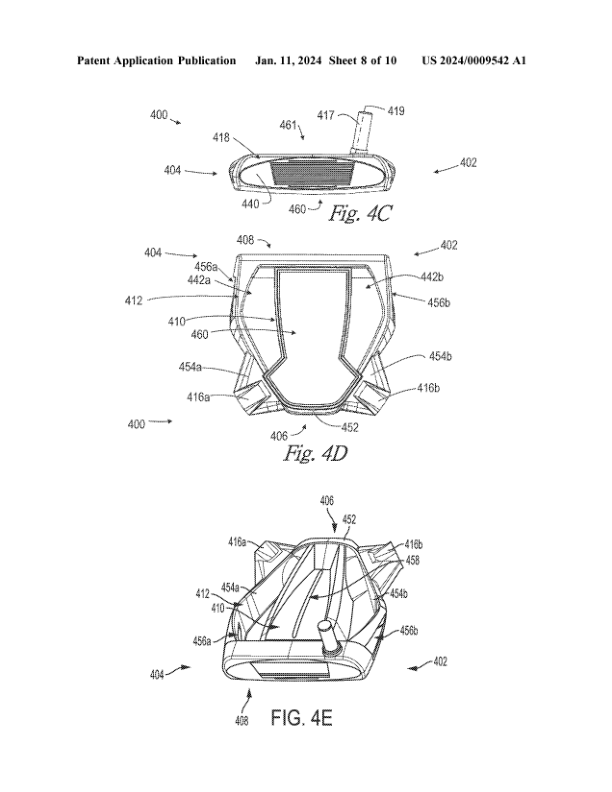 Patent Application Publication Jan. 11, 2024 Sheet 8 of 10 US 2024/0009542 A1
400
417
419
461
418
404
402
440
460
Fig. 4C
408
404
402
456a
442a
442b
412
456b
410
460
454a
454b
416a
416b
400
406
452
Fig. 4D
406
452
416a
416b
458
454a
454b
412
410
456a
456b
404
402
408
FIG. 4E